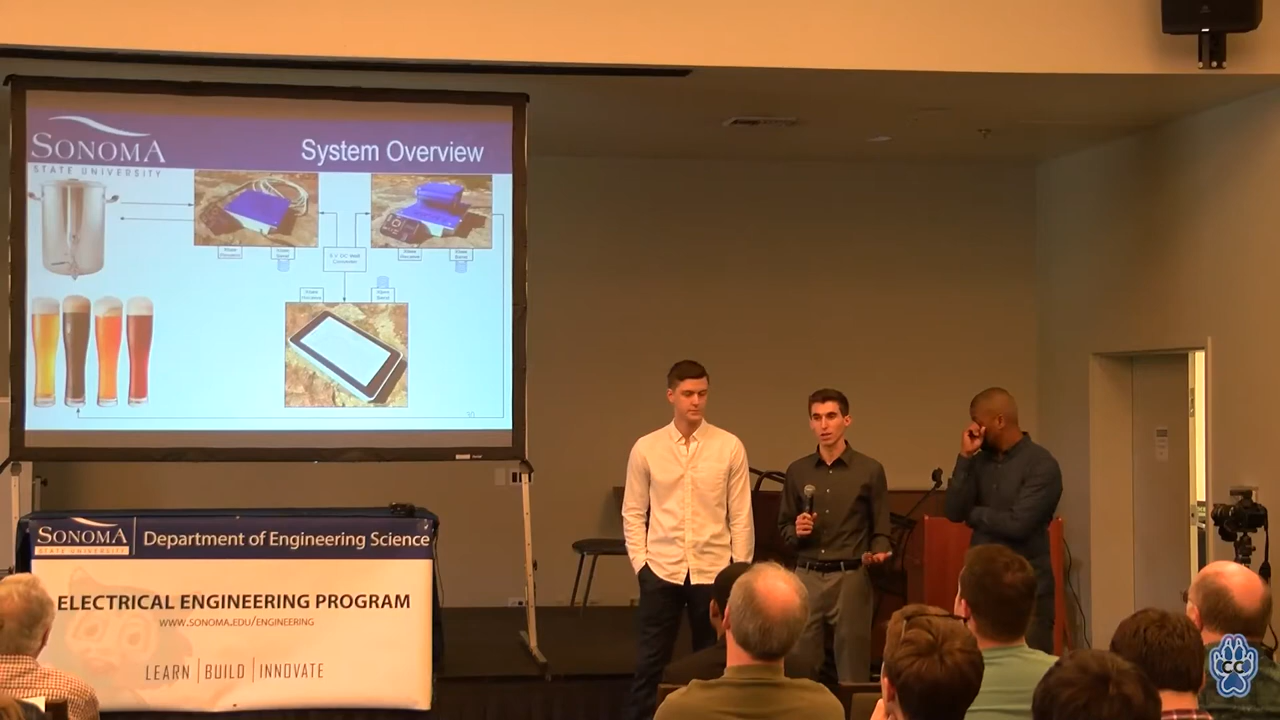 SONOMA
STATE UNIVERSITY
System Overview
SONOMA
STATE UNIVERSITY
Department of Engineering Science
ELECTRICAL ENGINEERING PROGRAM
WWW.SONOMA.EDU/ENGINEERING
LEARN | BUILD | INNOVATE
CC